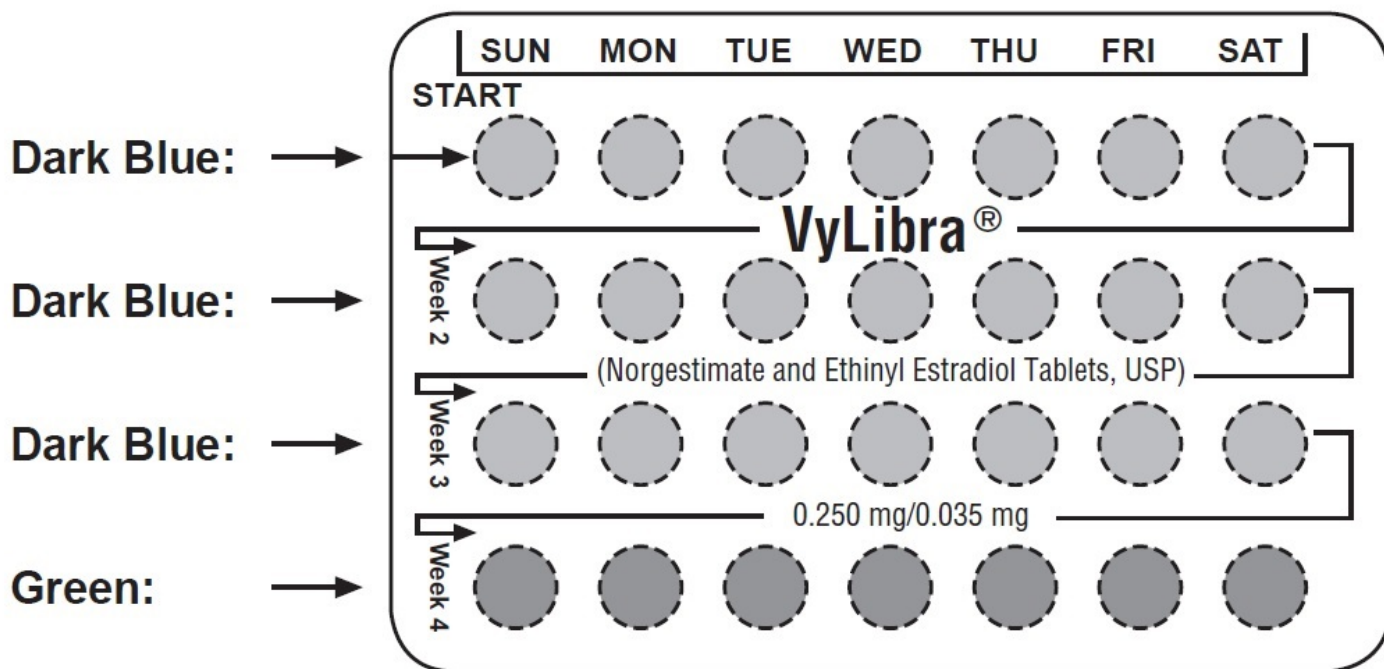 SUN MON TUE WED THU FRI SAT
START
Dark Blue:
VyLibra®
Dark Blue:
Week 2
(Norgestimate and Ethinyl Estradiol Tablets, USP)
Dark Blue:
Week 3
0.250 mg/0.035 mg
Green:
Week 4